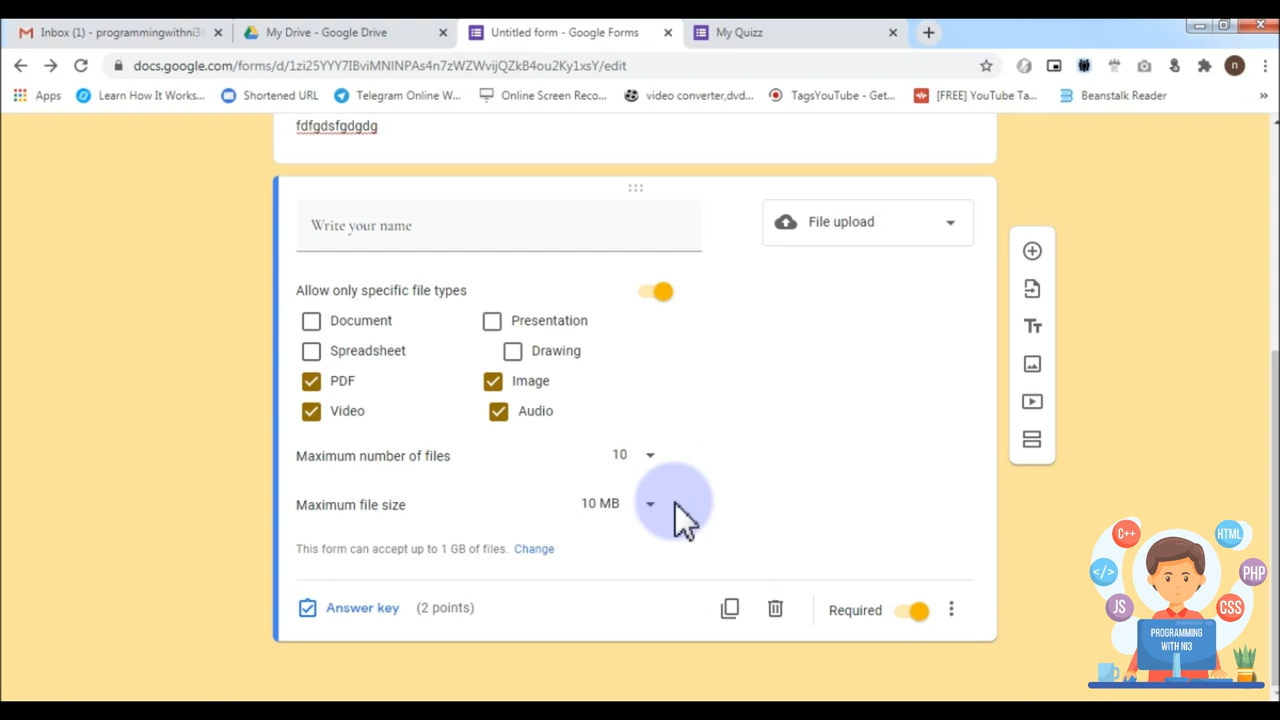 Inbox (1) - programmingwithni3
My Drive - Google Drive
Untitled form - Google Forms
My Quizz
docs.google.com/forms/d/1zi25YYY7IBviMNlNPAs4n7zWZWvijQZkB4ou2Ky1xsY/edit
n
Apps
Learn How It Works...
Shortened URL
Telegram Online W...
Online Screen Reco...
video converter,dvd...
TagsYouTube - Get...
[FREE] YouTube Ta...
Beanstalk Reader
»
fdfgdsfgdgdg
Write your name
File upload
Allow only specific file types
Document
Presentation
Spreadsheet
Drawing
PDF
Image
Video
Audio
Maximum number of files
10
Maximum file size
10 MB
This form can accept up to 1 GB of files. Change
Answer key (2 points)
Required
Tт
C++
HTML
</>
PHP
JS
CSS
PROGRAMMING
WITH NI3